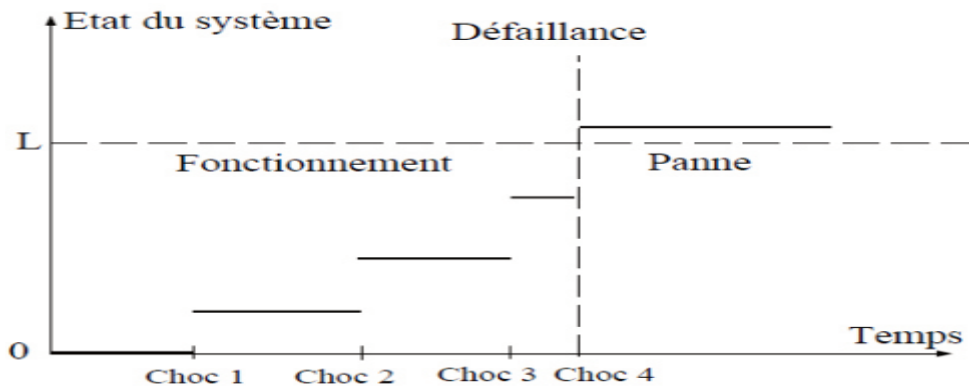 Etat du système
Défaillance
L
Fonctionnement
Panne
0
Temps
Choc 1
Choc 2
Choc 3
Choc 4